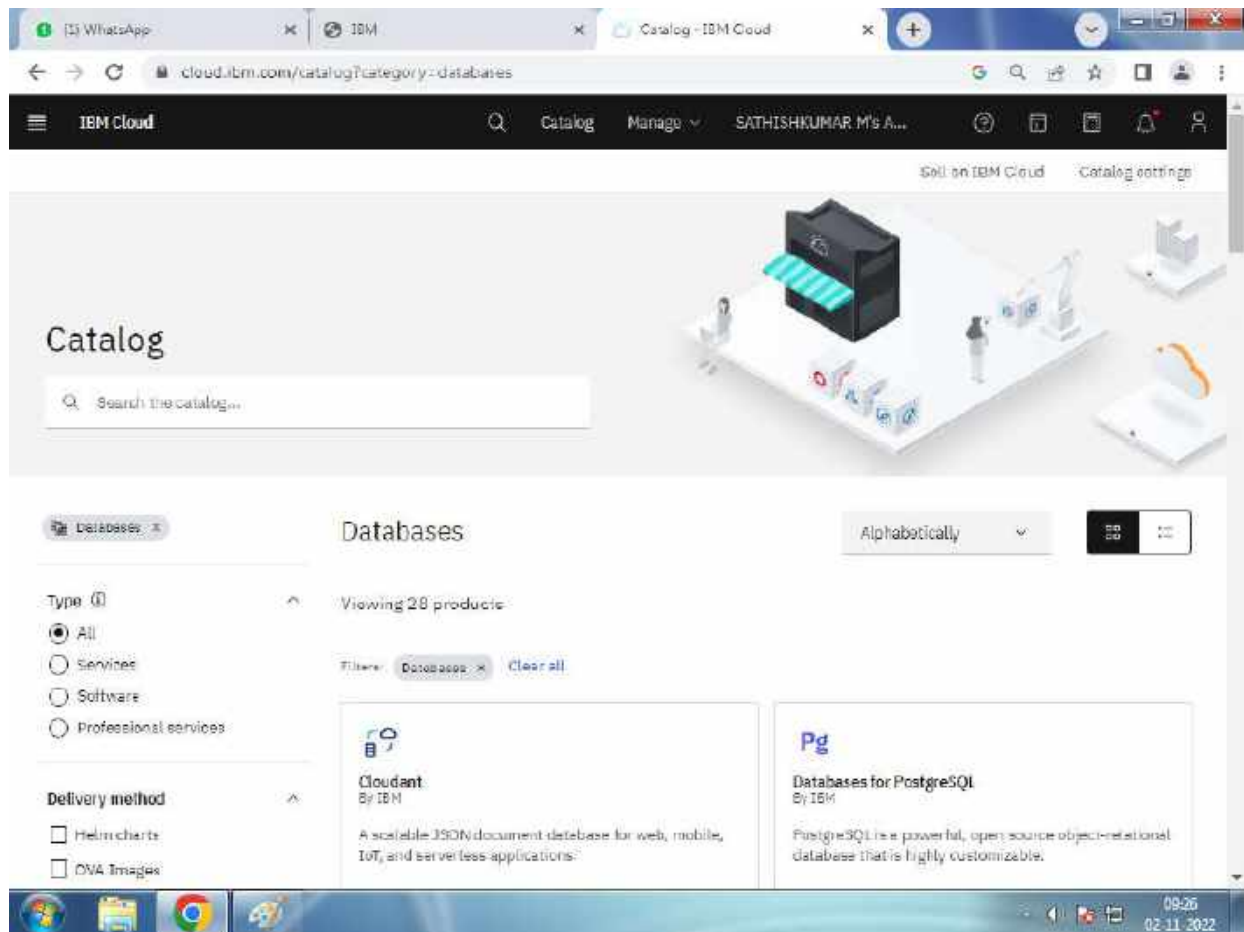 (1) WhatsApp
IBM
Catalog - IBM Cloud
cloud.ibm.com/catalog?category=databases
IBM Cloud
Catalog
Manage
SATHISHKUMAR M's A...
Sell on IBM Cloud
Catalog settings
Catalog
Search the catalog...
Databases
Databases
Alphabetically
Type
Viewing 28 products
All
Services
Filters:
Databases
Clear all
Software
Professional services
Pg
Cloudant
By IBM
Databases for PostgreSQL
By IBM
Delivery method
Helm charts
A scalable JSON document database for web, mobile,
IoT, and serverless applications.
PostgreSQL is a powerful, open source object-relational
database that is highly customizable.
OVA Images
09:26
02-11-2022